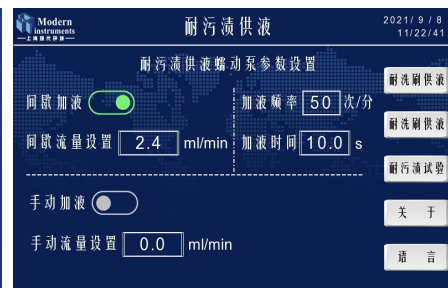 Modern
instruments
上海现代环境
耐污渍供液
2021/ 9 / 8
11/22/41
耐污渍供液蠕动泵参数设置
间歇加液
加液频率 50 次/分
间歇流量设置 2.4 ml/min
加液时间 10.0 s
手动加液
手动流量设置 0.0 ml/min
耐洗刷供液
耐洗刷供液
耐污渍试验
关 于
语 言